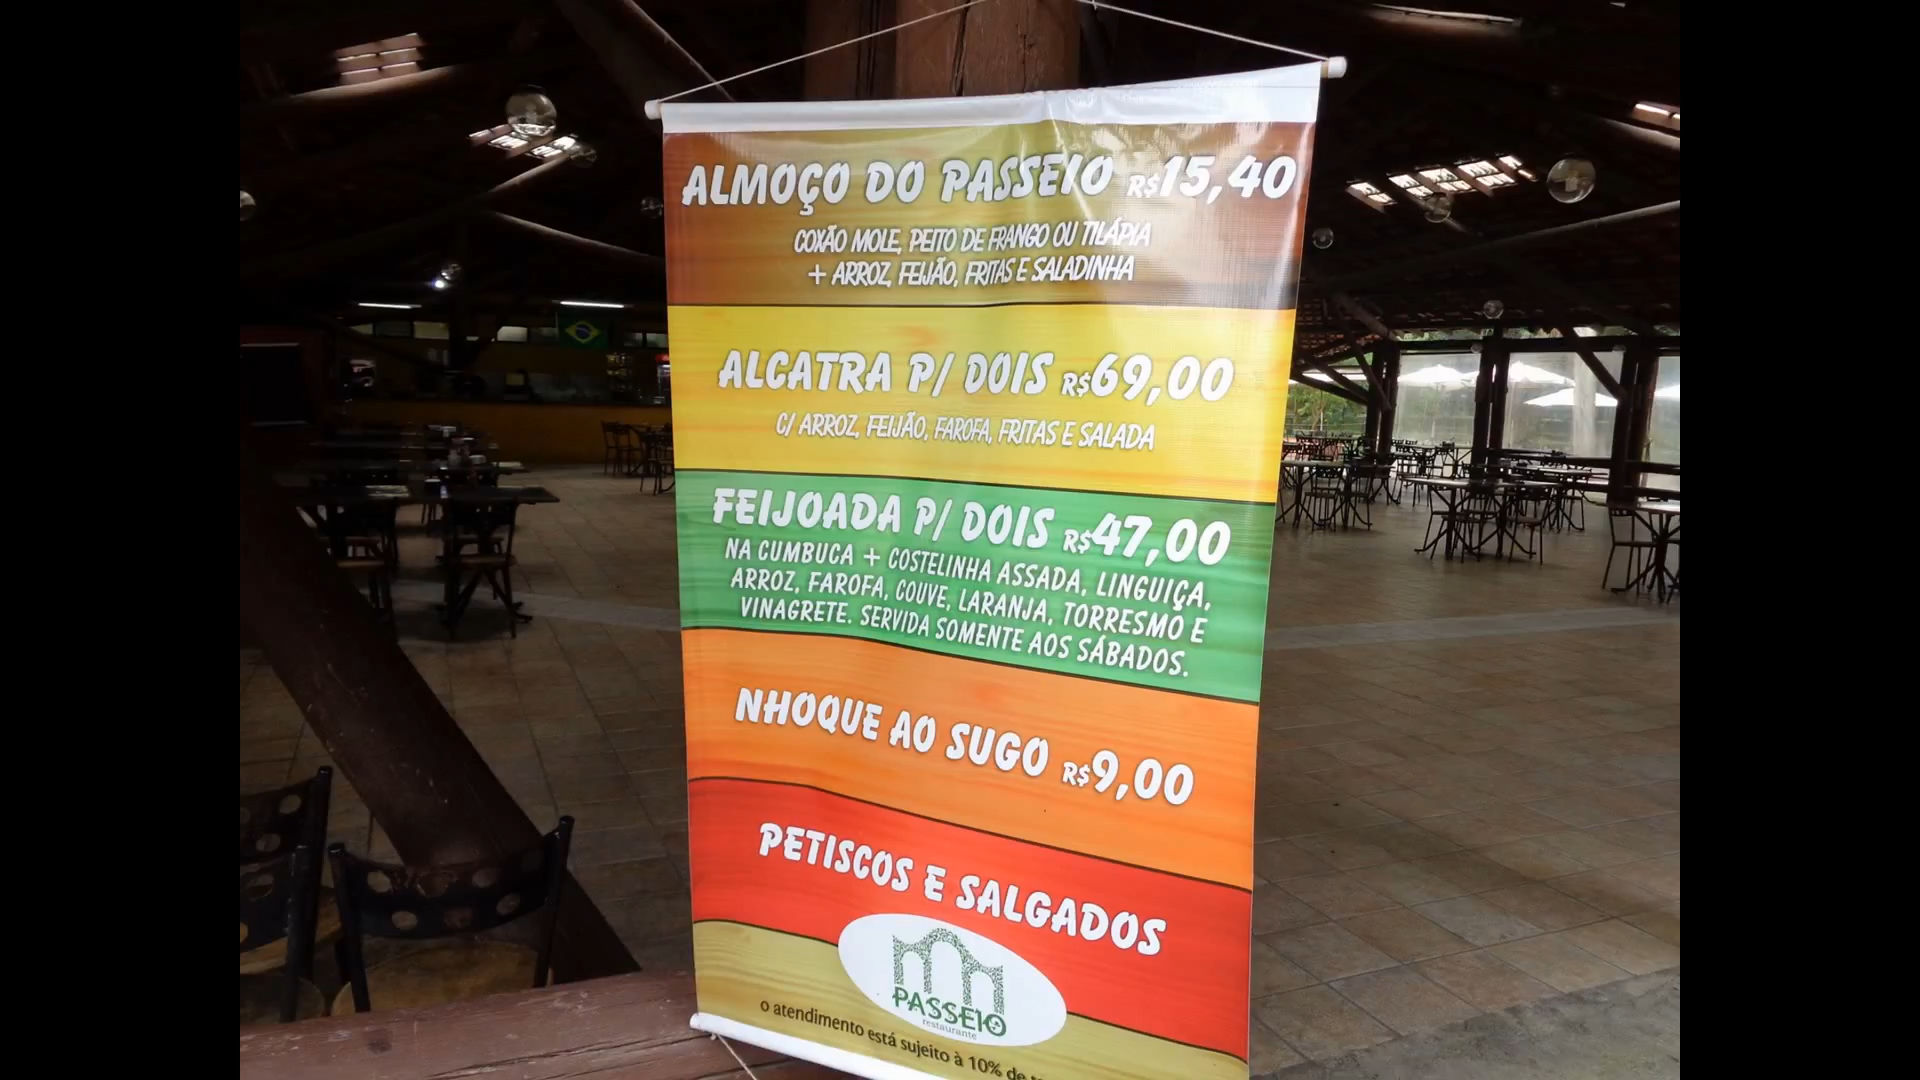 ALMOÇO DO PASSEIO R$15,40
COXÃO MOLE, PEITO DE FRANGO OU TILÁPIA
+ ARROZ, FEIJÃO, FRITAS E SALADINHA
ALCATRA P/ DOIS R$69,00
C/ ARROZ, FEIJÃO, FAROFA, FRITAS E SALADA
FEIJOADA P/ DOIS R$47,00
NA CUMBUCA + COSTELINHA ASSADA, LINGUIÇA,
ARROZ, FAROFA, COUVE, LARANJA, TORRESMO E
VINAGRETE. SERVIDA SOMENTE AOS SÁBADOS.
NHOQUE AO SUGO R$9,00
PETISCOS E SALGADOS
PASSEIO
restaurante
o atendimento está sujeito à 10% de